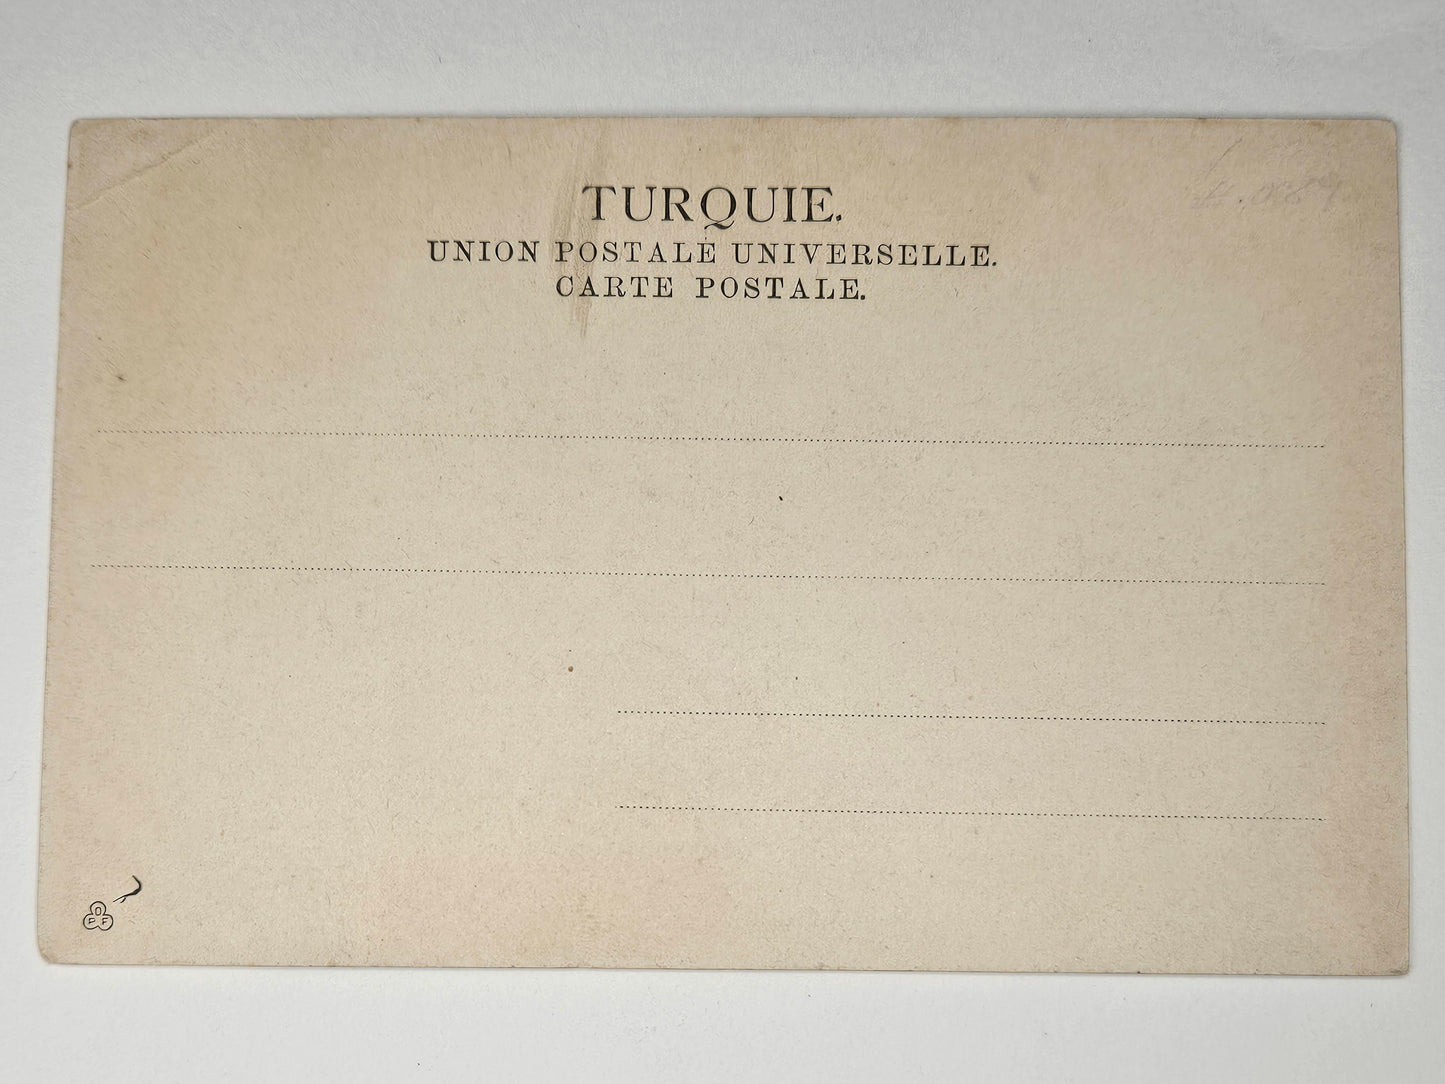 TURQUIE.
UNION POSTALE UNIVERSELLE.
CARTE POSTALE.
O
P F